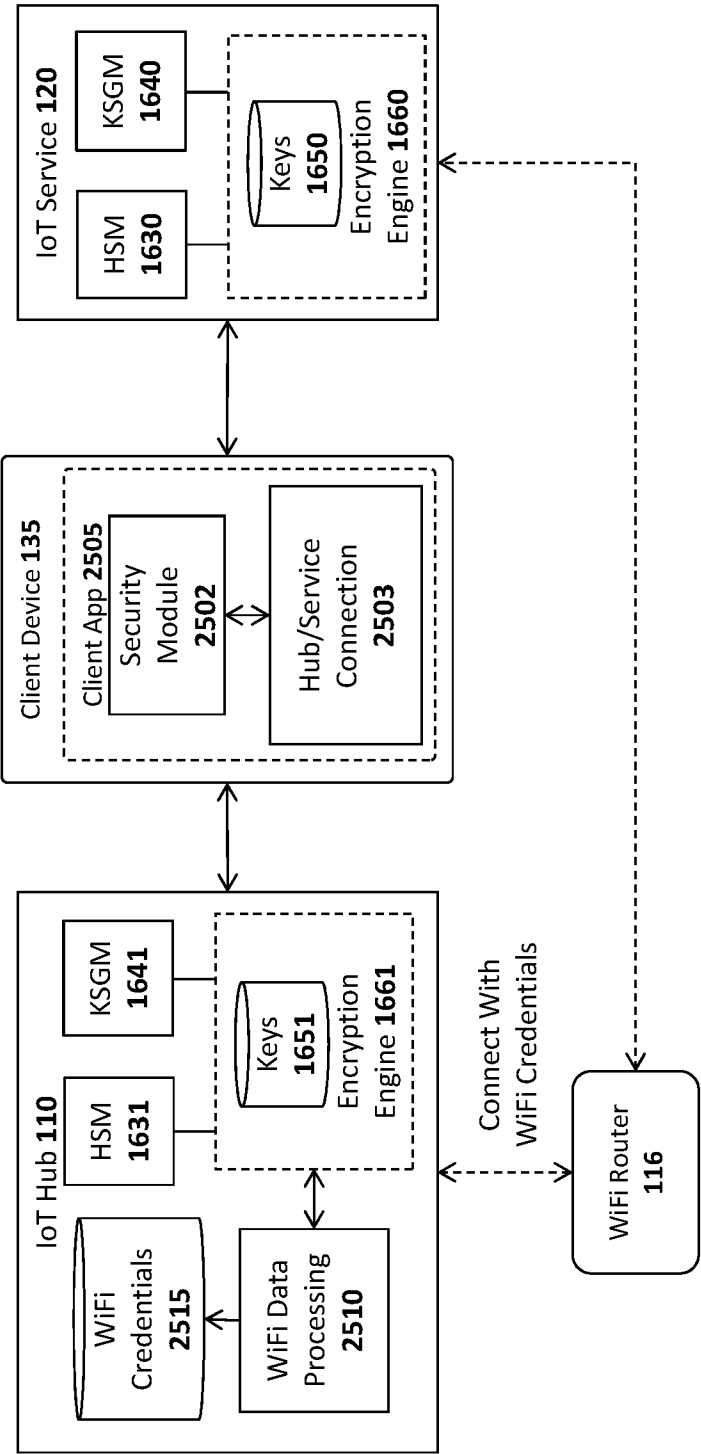 IoT Hub 110
WiFi
Credentials
2515
HSM
1631
KSGM
1641
WiFi Data
Processing
2510
Keys
1651
Encryption
Engine 1661
Client Device 135
Client App 2505
Security
Module
2502
Hub/Service
Connection
2503
IoT Service 120
HSM
1630
KSGM
1640
Keys
1650
Encryption
Engine 1660
Connect With
WiFi Credentials
WiFi Router
116